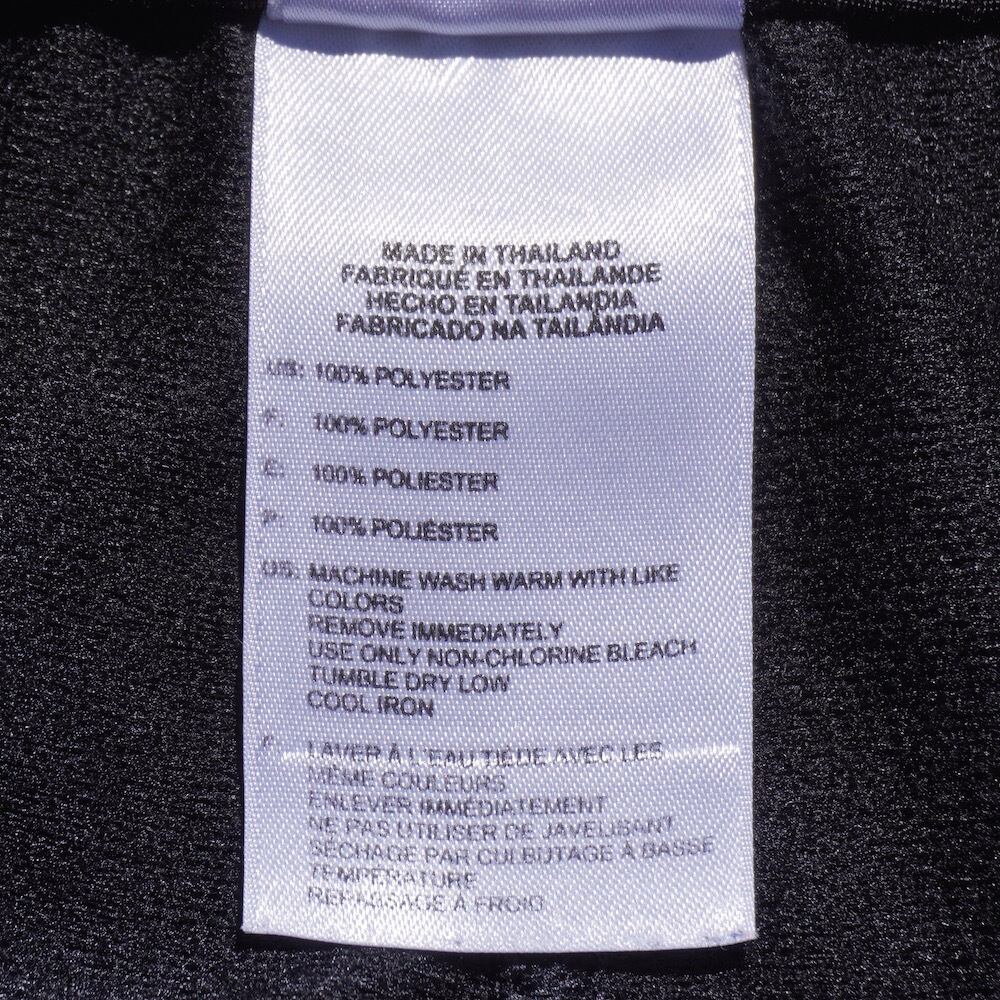 MADE IN THAILAND
FABRIQUÉ EN THAILANDE
HECHO EN TAILANDIA
FABRICADO NA TAILÂNDIA
US: 100% POLYESTER
F: 100% POLYESTER
E: 100% POLIESTER
P: 100% POLIÉSTER
US: MACHINE WASH WARM WITH LIKE
COLORS
REMOVE IMMEDIATELY
USE ONLY NON-CHLORINE BLEACH
TUMBLE DRY LOW
COOL IRON
F LAVER À L'EAU TIÈDE AVEC LES
MÊME COULEURS
ENLEVER IMMÉDIATEMENT
NE PAS UTILISER DE JAVELISANT
SÉCHAGE PAR CULBUTAGE À BASSE
TEMPÉRATURE
REPASSAGE À FROID